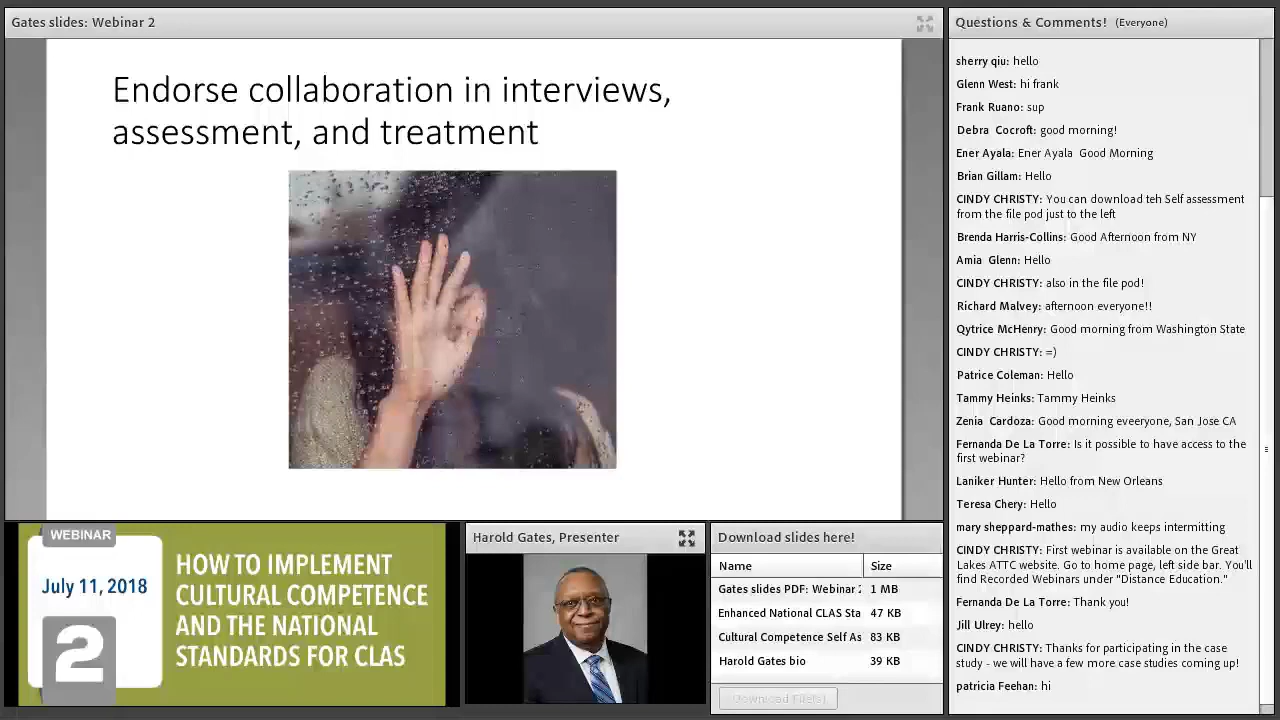 Gates slides: Webinar 2
Endorse collaboration in interviews,
assessment, and treatment
WEBINAR
July 11, 2018
2
HOW TO IMPLEMENT
CULTURAL COMPETENCE
AND THE NATIONAL
STANDARDS FOR CLAS
Harold Gates, Presenter
Download slides here!
Name Size
Gates slides PDF: Webinar 2 1 MB
Enhanced National CLAS Sta 47 KB
Cultural Competence Self As 83 KB
Harold Gates bio 39 KB
Download File(s)
Questions & Comments! (Everyone)
sherry qiu: hello
Glenn West: hi frank
Frank Ruano: sup
Debra Cocroft: good morning!
Ener Ayala: Ener Ayala Good Morning
Brian Gillam: Hello
CINDY CHRISTY: You can download teh Self assessment
from the file pod just to the left
Brenda Harris-Collins: Good Afternoon from NY
Amia Glenn: Hello
CINDY CHRISTY: also in the file pod!
Richard Malvey: afternoon everyone!!
Qytrice McHenry: Good morning from Washington State
CINDY CHRISTY: =)
Patrice Coleman: Hello
Tammy Heinks: Tammy Heinks
Zenia Cardoza: Good morning eveeryone, San Jose CA
Fernanda De La Torre: Is it possible to have access to the
first webinar?
Laniker Hunter: Hello from New Orleans
Teresa Chery: Hello
mary sheppard-mathes: my audio keeps intermitting
CINDY CHRISTY: First webinar is available on the Great
Lakes ATTC website. Go to home page, left side bar. You'll
find Recorded Webinars under "Distance Education."
Fernanda De La Torre: Thank you!
Jill Ulrey: hello
CINDY CHRISTY: Thanks for participating in the case
study - we will have a few more case studies coming up!
patricia Feehan: hi